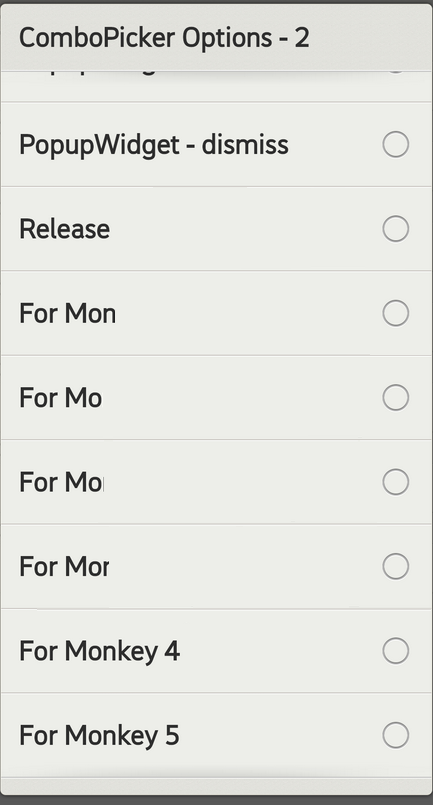 ComboPicker Options - 2
PopupWidget - dismiss
Release
For Mon
For Mo
For Mo
For Mor
For Monkey 4
For Monkey 5